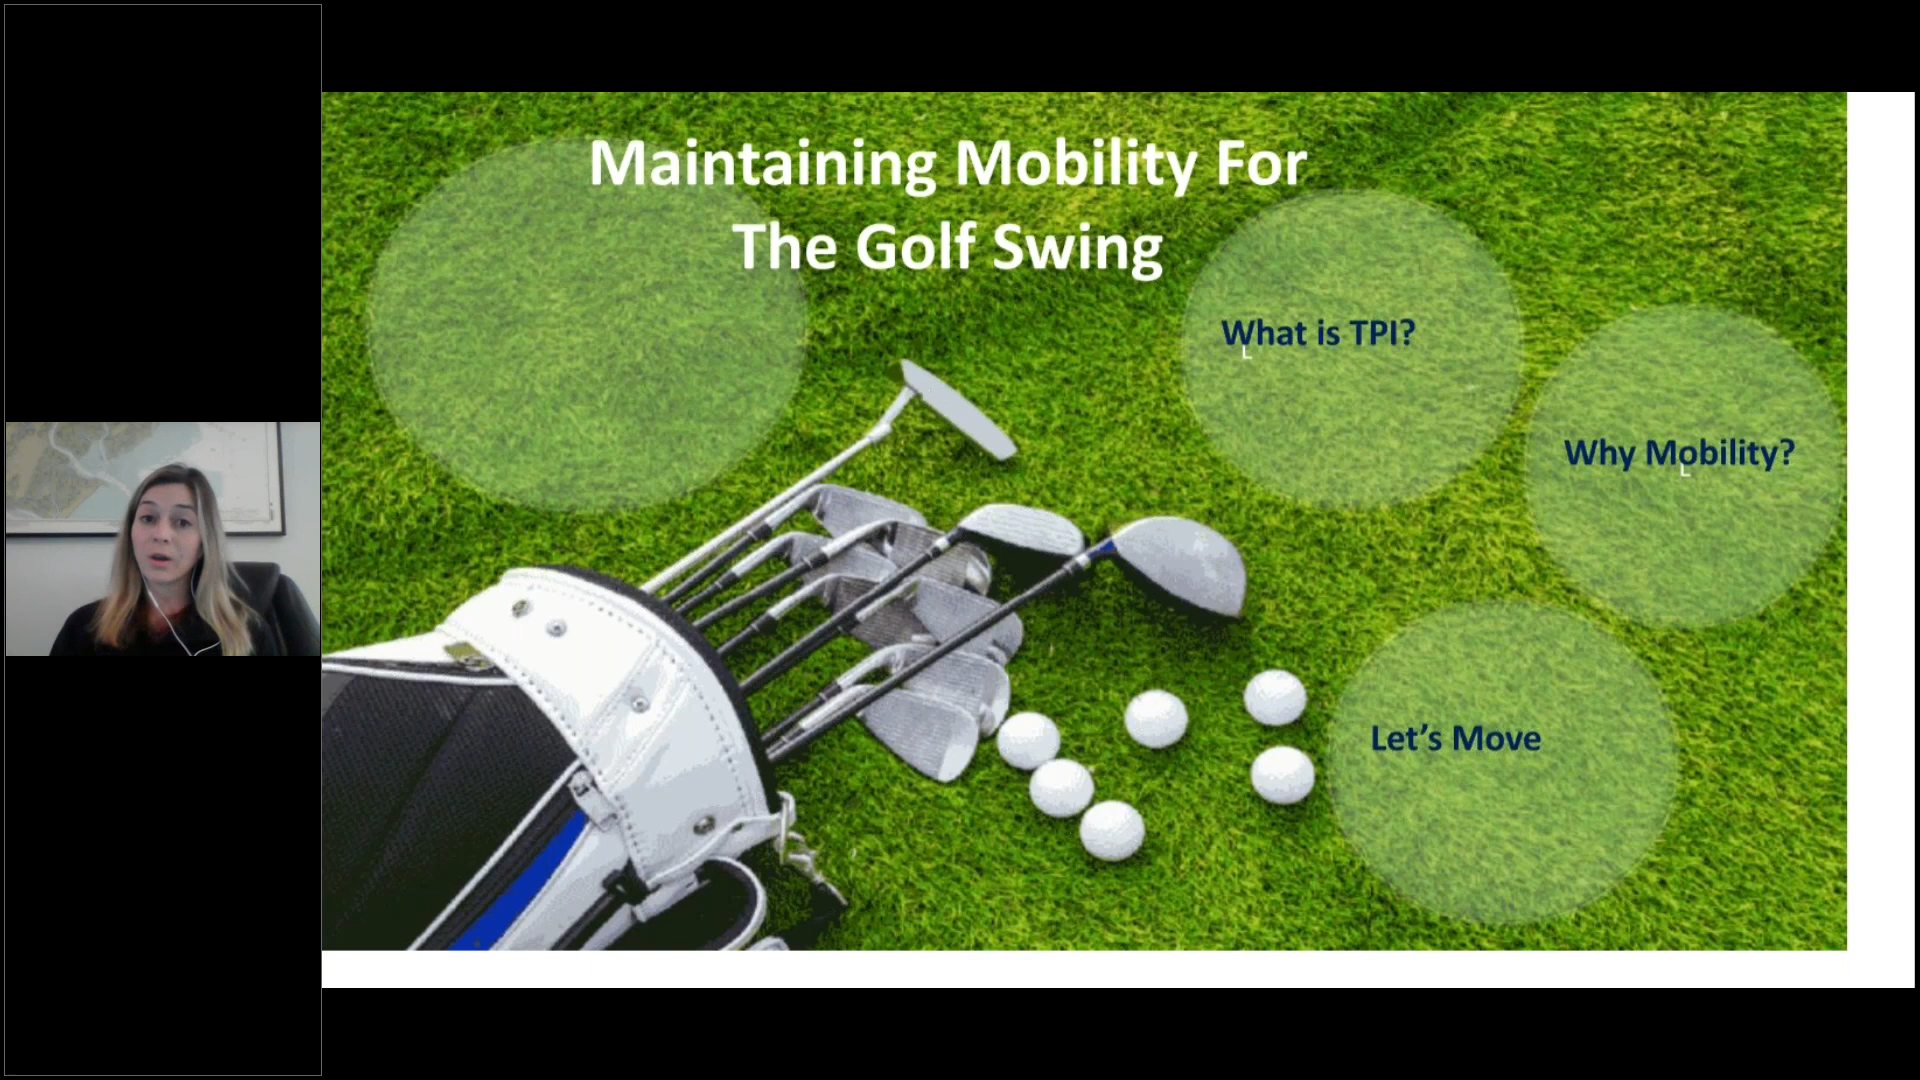 Maintaining Mobility For
The Golf Swing
What is TPI?
Why Mobility?
Let's Move